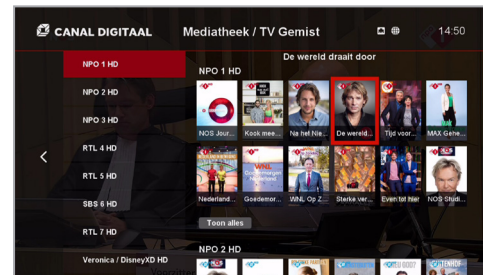 CANAL DIGITAAL
Mediatheek / TV Gemist
14:50
De wereld draait door
NPO 1 HD
NPO 2 HD
NPO 3 HD
RTL 4 HD
RTL 5 HD
SBS 6 HD
RTL 7 HD
Veronica / DisneyXD HD
NPO 1 HD
NOS Jour...
Kook mee...
Na het Nie...
De wereld...
Tijd voor...
MAX Gehe...
WNL
Nederland...
Goedemor...
WNL Op Z...
Sterke ver...
Even tot hier
NOS Studi...
Toon alles
NPO 2 HD